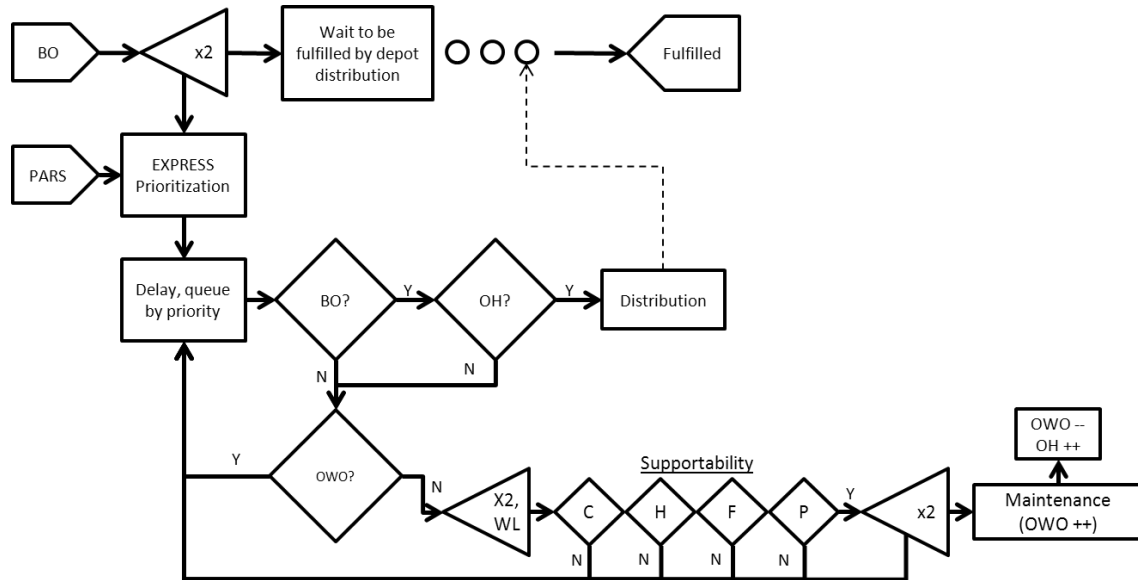 BO
x2
Wait to be
fulfilled by depot
distribution
Fulfilled
PARS
EXPRESS
Prioritization
Delay, queue
by priority
BO?
Y
OH?
Y
Distribution
N
N
OWO?
Y
N
X2,
WL
Supportability
C
H
F
P
Y
x2
OWO --
OH ++
Maintenance
(OWO ++)
N
N
N
N